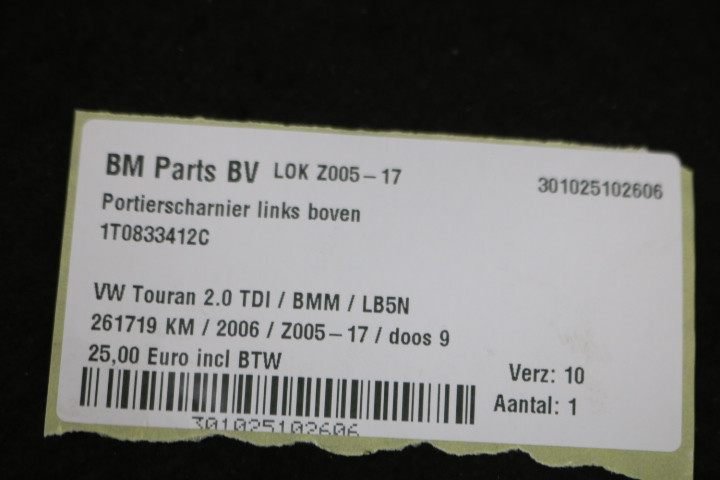 BM Parts BV LOK Z005-17
301025102606
Portierscharnier links boven
1T0833412C
VW Touran 2.0 TDI / BMM / LB5N
261719 KM / 2006 / Z005-17 / doos 9
25,00 Euro incl BTW
Verz: 10
Aantal: 1
301025102606